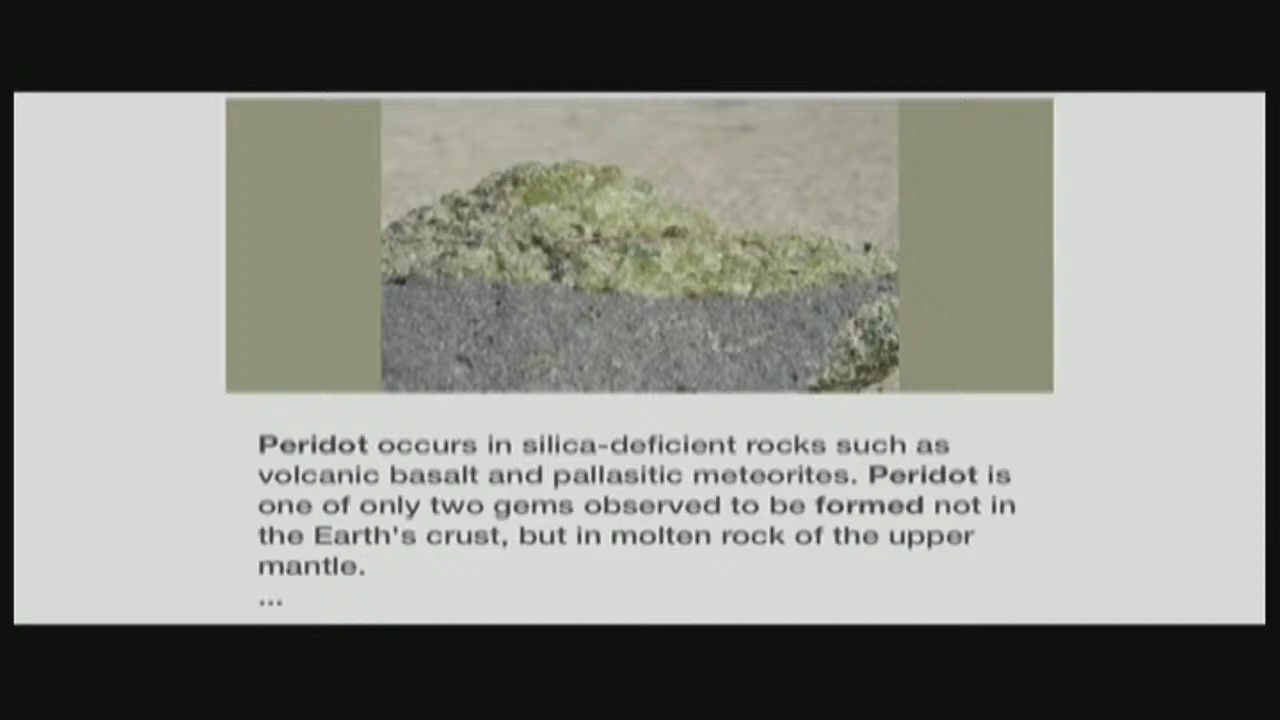 Peridot occurs in silica-deficient rocks such as
volcanic basalt and pallasitic meteorites. Peridot is
one of only two gems observed to be formed not in
the Earth's crust, but in molten rock of the upper
mantle.
...